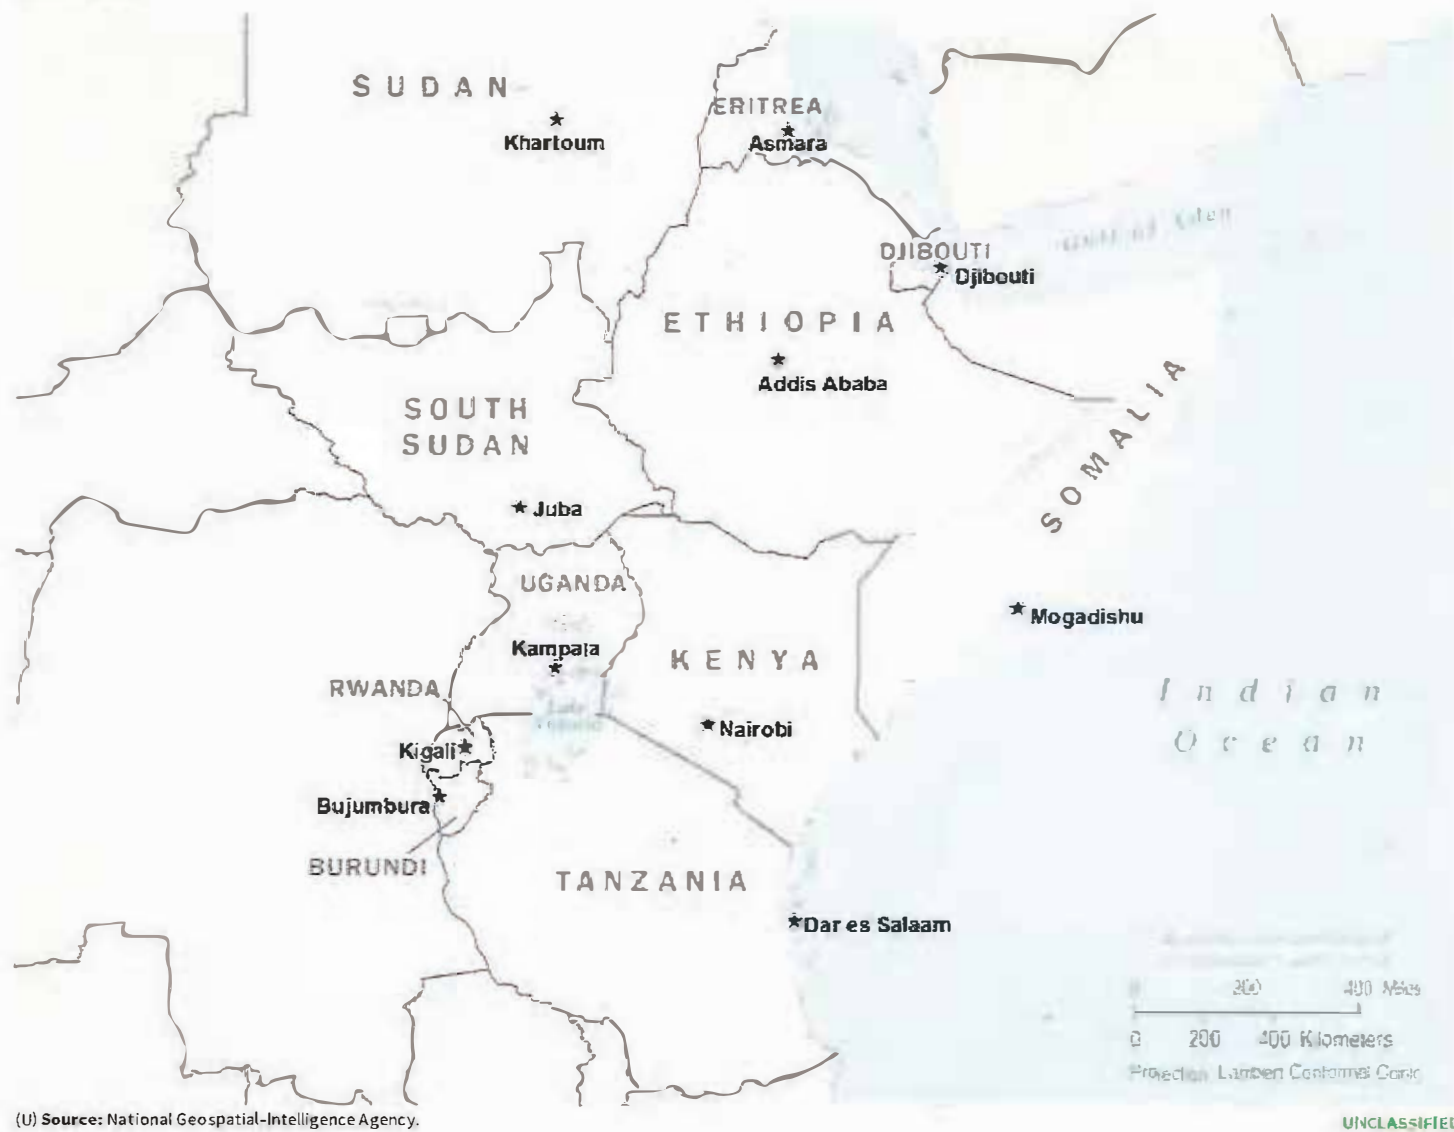 SUDAN
Khartoum
ERITREA
Asmara
DJIBOUTI
Djibouti
ETHIOPIA
Addis Ababa
SOMALIA
SOUTH
SUDAN
Juba
UGANDA
Kampala
KENYA
Mogadishu
RWANDA
Nairobi
Kigali
Indian
Ocean
Bujumbura
BURUNDI
TANZANIA
Dar es Salaam
0 200 400 Miles
0 200 400 Kilometers
Projection Lambert Conformal Conic
(U) Source: National Geospatial-Intelligence Agency.
UNCLASSIFIED